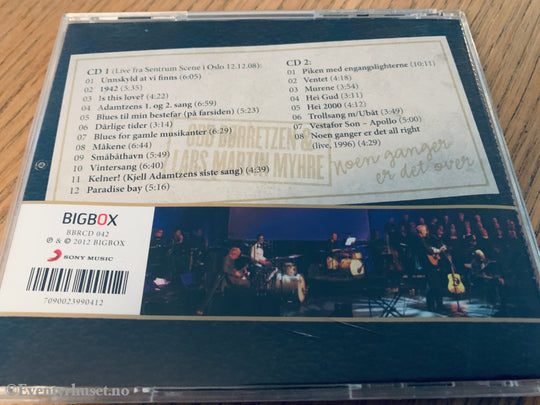 CD 1 (Live fra Sentrum Scene i Oslo 12.12.08):
01 Unnskyld at vi finns (6:05)
02 1942 (5:35)
03 Is this love? (4:22)
04 Adamtzens 1. og 2. sang (6:59)
05 Blues til min bestefar (på farsiden) (5:23)
06 Dårlige tider (3:14)
07 Blues for gamle musikanter (6:29)
08 Måkene (5:44)
09 Småbåthavn (5:49)
10 Vintersang (6:40)
11 Kelner! (Kjell Adamtzens siste sang) (4:39)
12 Paradise bay (5:16)
CD 2:
01 Piken med engangslighterne (10:11)
02 Ventet (4:18)
03 Murene (3:54)
04 Hei Gud (3:11)
05 Hei 2000 (4:12)
06 Trollsang m/Ubåt (3:49)
07 Vestafor Son – Apollo (5:00)
08 Noen ganger er det all right
(live, 1996) (4:29)
ODD BØRRETZEN &
LARS MARTIN MYHRE
Noen ganger
er det over
BIGBOX
BBRCD 042
℗ & © 2012 BIGBOX
SONY MUSIC
7090023990412
© Eventyrhuset.no